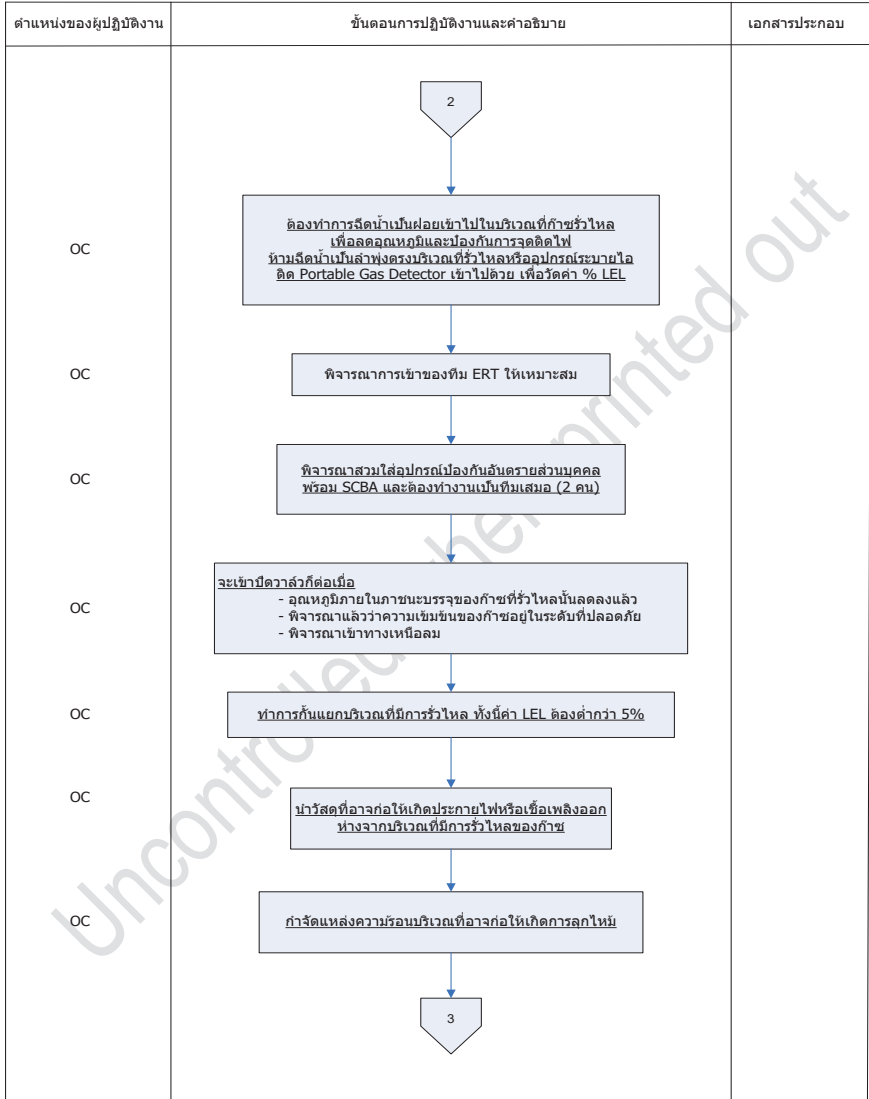 ตำแหน่งของผู้ปฏิบัติงาน
ขั้นตอนการปฏิบัติงานและคำอธิบาย
เอกสารประกอบ
2
OC
ต้องทำการฉีดน้ำเป็นฝอยเข้าไปในบริเวณที่ก๊าซรั่วไหล
เพื่อลดอุณหภูมิและป้องกันการจุดติดไฟ
ห้ามฉีดน้ำเป็นลำพุ่งตรงบริเวณที่รั่วไหลหรืออุปกรณ์ระบายไอ
ติด Portable Gas Detector เข้าไปด้วย เพื่อวัดค่า % LEL
OC
พิจารณาการเข้าของทีม ERT ให้เหมาะสม
OC
พิจารณาสวมใส่อุปกรณ์ป้องกันอันตรายส่วนบุคคล
พร้อม SCBA และต้องทำงานเป็นทีมเสมอ (2 คน)
OC
จะเข้าปิดวาล์วก็ต่อเมื่อ
- อุณหภูมิภายในภาชนะบรรจุของก๊าซที่รั่วไหลนั้นลดลงแล้ว
- พิจารณาแล้วว่าความเข้มข้นของก๊าซอยู่ในระดับที่ปลอดภัย
- พิจารณาเข้าทางเหนือลม
OC
ทำการกั้นแยกบริเวณที่มีการรั่วไหล ทั้งนี้ค่า LEL ต้องต่ำกว่า 5%
OC
นำวัสดุที่อาจก่อให้เกิดประกายไฟหรือเชื้อเพลิงออก
ห่างจากบริเวณที่มีการรั่วไหลของก๊าซ
OC
กำจัดแหล่งความร้อนบริเวณที่อาจก่อให้เกิดการลุกไหม้
3